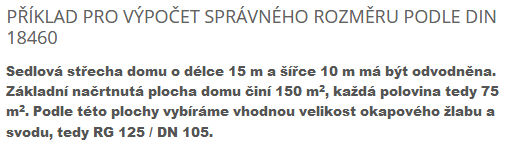 PŘÍKLAD PRO VÝPOČET SPRÁVNÉHO ROZMĚRU PODLE DIN
18460
Sedlová střecha domu o délce 15 m a šířce 10 m má být odvodněna.
Základní načrtnutá plocha domu činí 150 m², každá polovina tedy 75
m². Podle této plochy vybíráme vhodnou velikost okapového žlabu a
svodu, tedy RG 125 / DN 105.